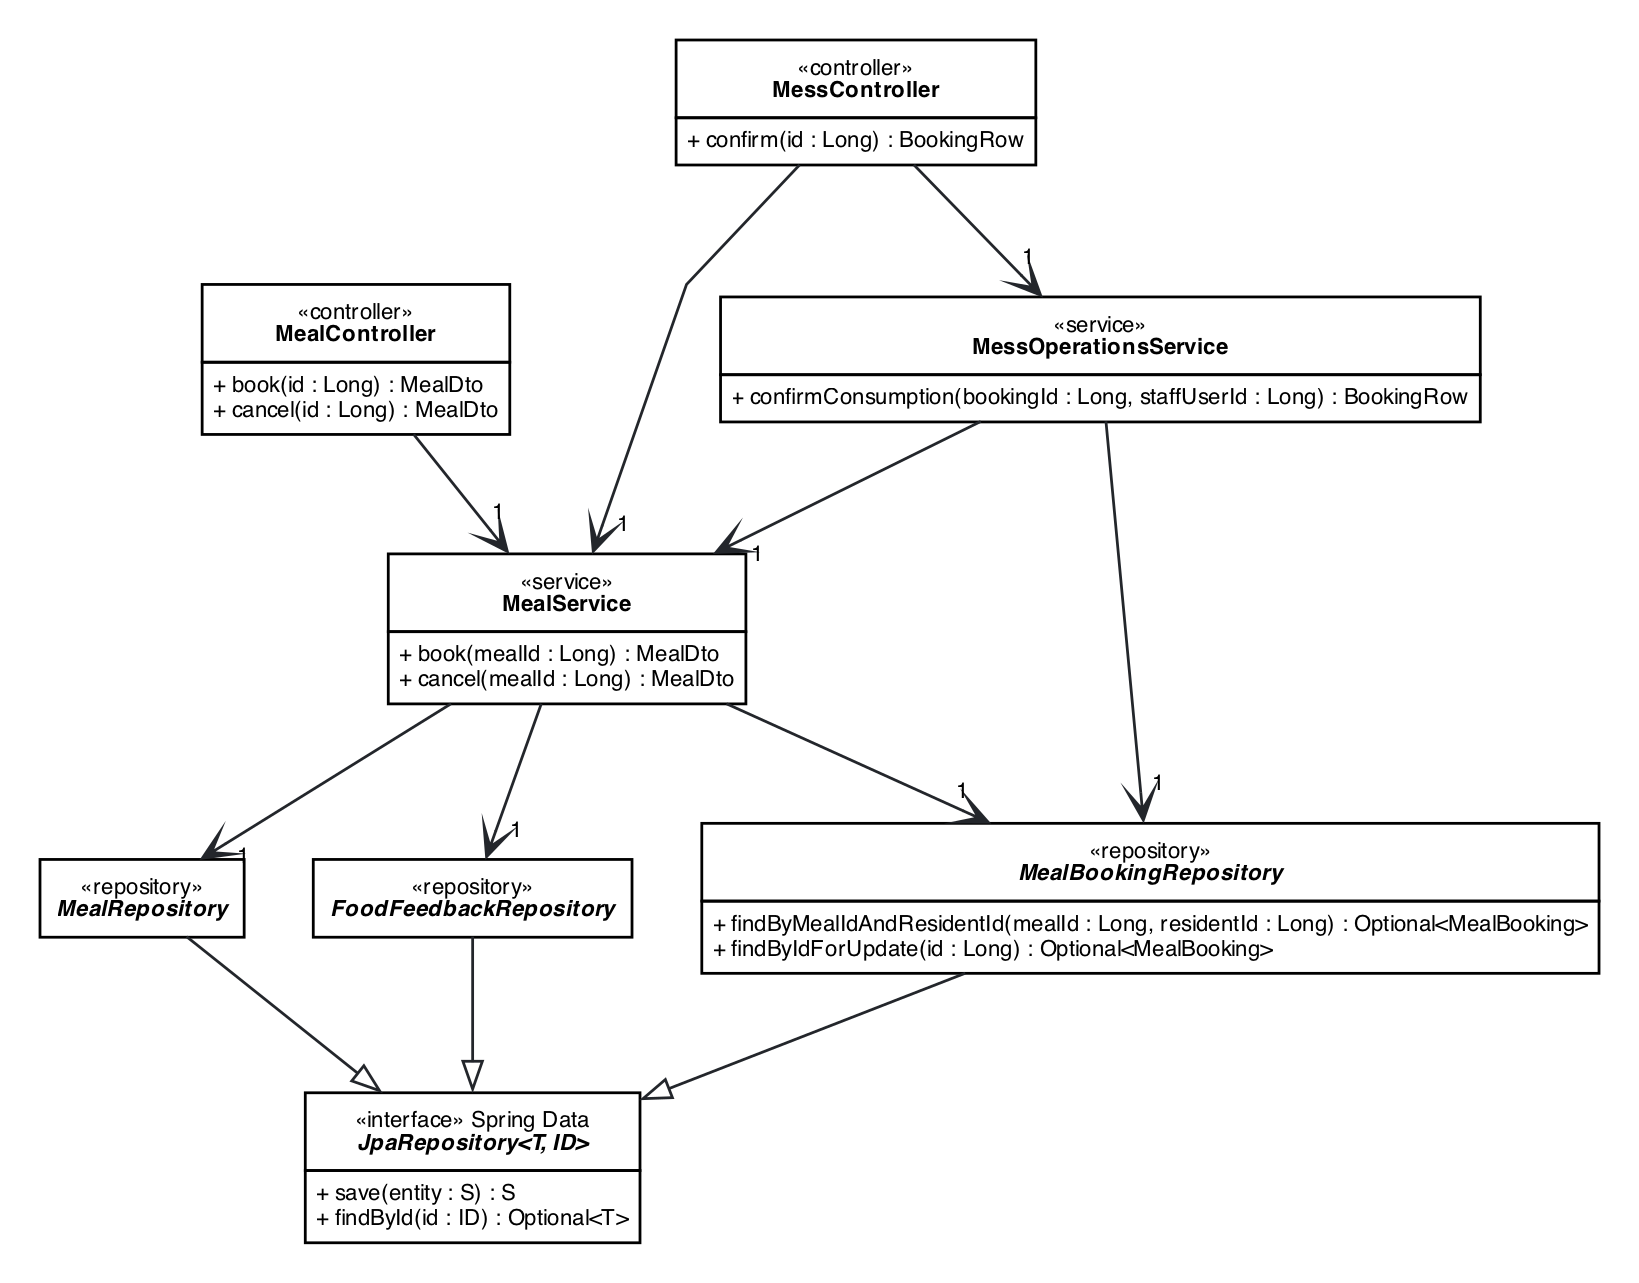 «controller»
MessController
+ confirm(id : Long) : BookingRow
1
«controller»
MealController
+ book(id : Long) : MealDto
+ cancel(id : Long) : MealDto
«service»
MessOperationsService
+ confirmConsumption(bookingId : Long, staffUserId : Long) : BookingRow
1
1
1
«service»
MealService
+ book(mealId : Long) : MealDto
+ cancel(mealId : Long) : MealDto
1
1
1
1
«repository»
MealRepository
«repository»
FoodFeedbackRepository
«repository»
MealBookingRepository
+ findByMealIdAndResidentId(mealId : Long, residentId : Long) : Optional<MealBooking>
+ findByIdForUpdate(id : Long) : Optional<MealBooking>
«interface» Spring Data
JpaRepository<T, ID>
+ save(entity : S) : S
+ findById(id : ID) : Optional<T>